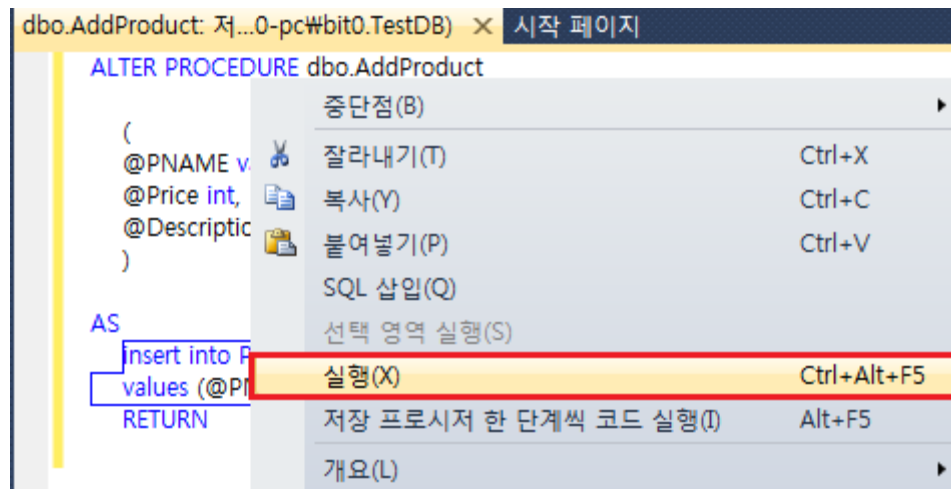 dbo.AddProduct: 저...0-pc₩bit0.TestDB) × 시작 페이지
ALTER PROCEDURE dbo.AddProduct
중단점(B)
(
잘라내기(T) Ctrl+X
@PNAME
@Price int,
복사(Y) Ctrl+C
붙여넣기(P) Ctrl+V
)
SQL 삽입(Q)
AS
선택 영역 실행(S)
insert into
실행(X) Ctrl+Alt+F5
values
RETURN
저장 프로시저 한 단계씩 코드 실행(I) Alt+F5
개요(L)